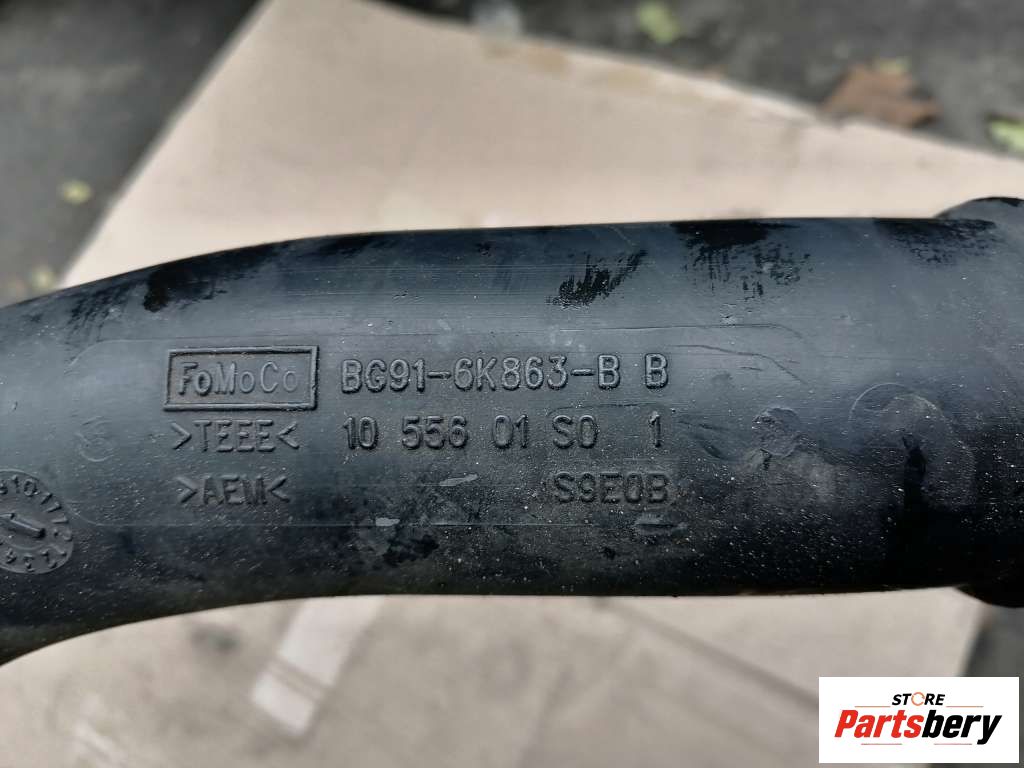 FoMoCo BG91-6K863-B B
>TEEE< 10 556 01 S0 1
>AEM< S9E0B
STORE
Partsbery